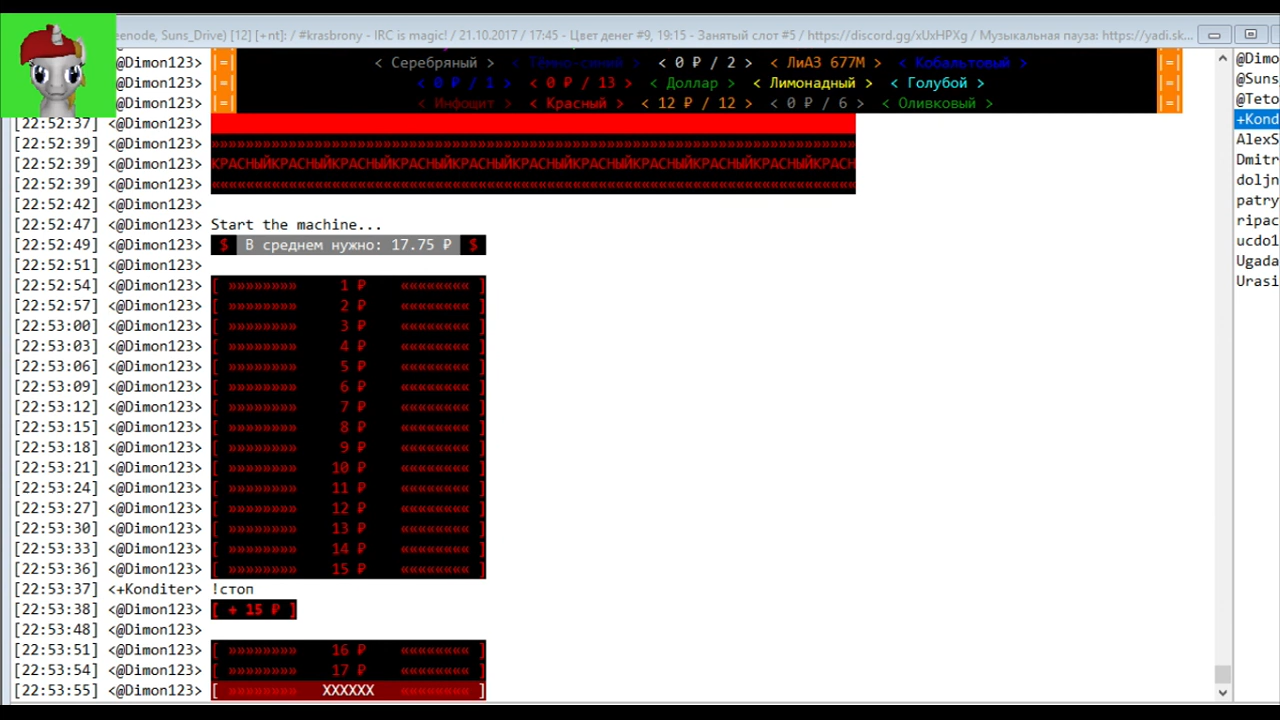 eenode, Suns_Drive) [12] [+nt]: / #krasbrony - IRC is magic! / 21.10.2017 / 17:45 - Цвет денег #9, 19:15 - Занятый слот #5 / https://discord.gg/xUxHPXg / Музыкальная пауза: https://yadi.sk...
@Dimon123> |=| < Серебряный > < Тёмно-синий > < 0 ₽ / 2 > < ЛиАЗ 677М > < Кобальтовый > |=|
@Dimon123> |=| < 0 ₽ / 1 > < 0 ₽ / 13 > < Доллар > < Лимонадный > < Голубой > |=|
@Dimon123> |=| < Инфощит > < Красный > < 12 ₽ / 12 > < 0 ₽ / 6 > < Оливковый > |=|
[22:52:37] <@Dimon123>
[22:52:39] <@Dimon123> »»»»»»»»»»»»»»»»»»»»»»»»»»»»»»»»»»»»»»»»»»»»»»»»»»»»»»»»»»»»»»»»»»»»»»»»»»»
[22:52:39] <@Dimon123> КРАСНЫЙКРАСНЫЙКРАСНЫЙКРАСНЫЙКРАСНЫЙКРАСНЫЙКРАСНЫЙКРАСНЫЙКРАСНЫЙКРАСНЫЙКРАСН
[22:52:39] <@Dimon123> «««««««««««««««««««««««««««««««««««««««««««««««««««««««««««««««««««««««««««
[22:52:42] <@Dimon123>
[22:52:47] <@Dimon123> Start the machine...
[22:52:49] <@Dimon123> $ В среднем нужно: 17.75 ₽ $
[22:52:51] <@Dimon123>
[22:52:54] <@Dimon123> [ »»»»»»»» 1 ₽ «««««««« ]
[22:52:57] <@Dimon123> [ »»»»»»»» 2 ₽ «««««««« ]
[22:53:00] <@Dimon123> [ »»»»»»»» 3 ₽ «««««««« ]
[22:53:03] <@Dimon123> [ »»»»»»»» 4 ₽ «««««««« ]
[22:53:06] <@Dimon123> [ »»»»»»»» 5 ₽ «««««««« ]
[22:53:09] <@Dimon123> [ »»»»»»»» 6 ₽ «««««««« ]
[22:53:12] <@Dimon123> [ »»»»»»»» 7 ₽ «««««««« ]
[22:53:15] <@Dimon123> [ »»»»»»»» 8 ₽ «««««««« ]
[22:53:18] <@Dimon123> [ »»»»»»»» 9 ₽ «««««««« ]
[22:53:21] <@Dimon123> [ »»»»»»»» 10 ₽ «««««««« ]
[22:53:24] <@Dimon123> [ »»»»»»»» 11 ₽ «««««««« ]
[22:53:27] <@Dimon123> [ »»»»»»»» 12 ₽ «««««««« ]
[22:53:30] <@Dimon123> [ »»»»»»»» 13 ₽ «««««««« ]
[22:53:33] <@Dimon123> [ »»»»»»»» 14 ₽ «««««««« ]
[22:53:36] <@Dimon123> [ »»»»»»»» 15 ₽ «««««««« ]
[22:53:37] <+Konditer> !стоп
[22:53:38] <@Dimon123> [ + 15 ₽ ]
[22:53:48] <@Dimon123>
[22:53:51] <@Dimon123> [ »»»»»»»» 16 ₽ «««««««« ]
[22:53:54] <@Dimon123> [ »»»»»»»» 17 ₽ «««««««« ]
[22:53:55] <@Dimon123> [ »»»»»»»» XXXXXX «««««««« ]
@Dimo
@Suns
@Teto
+Kond
AlexS
Dmitr
doljn
patry
ripac
ucdo1
Ugada
Urasi